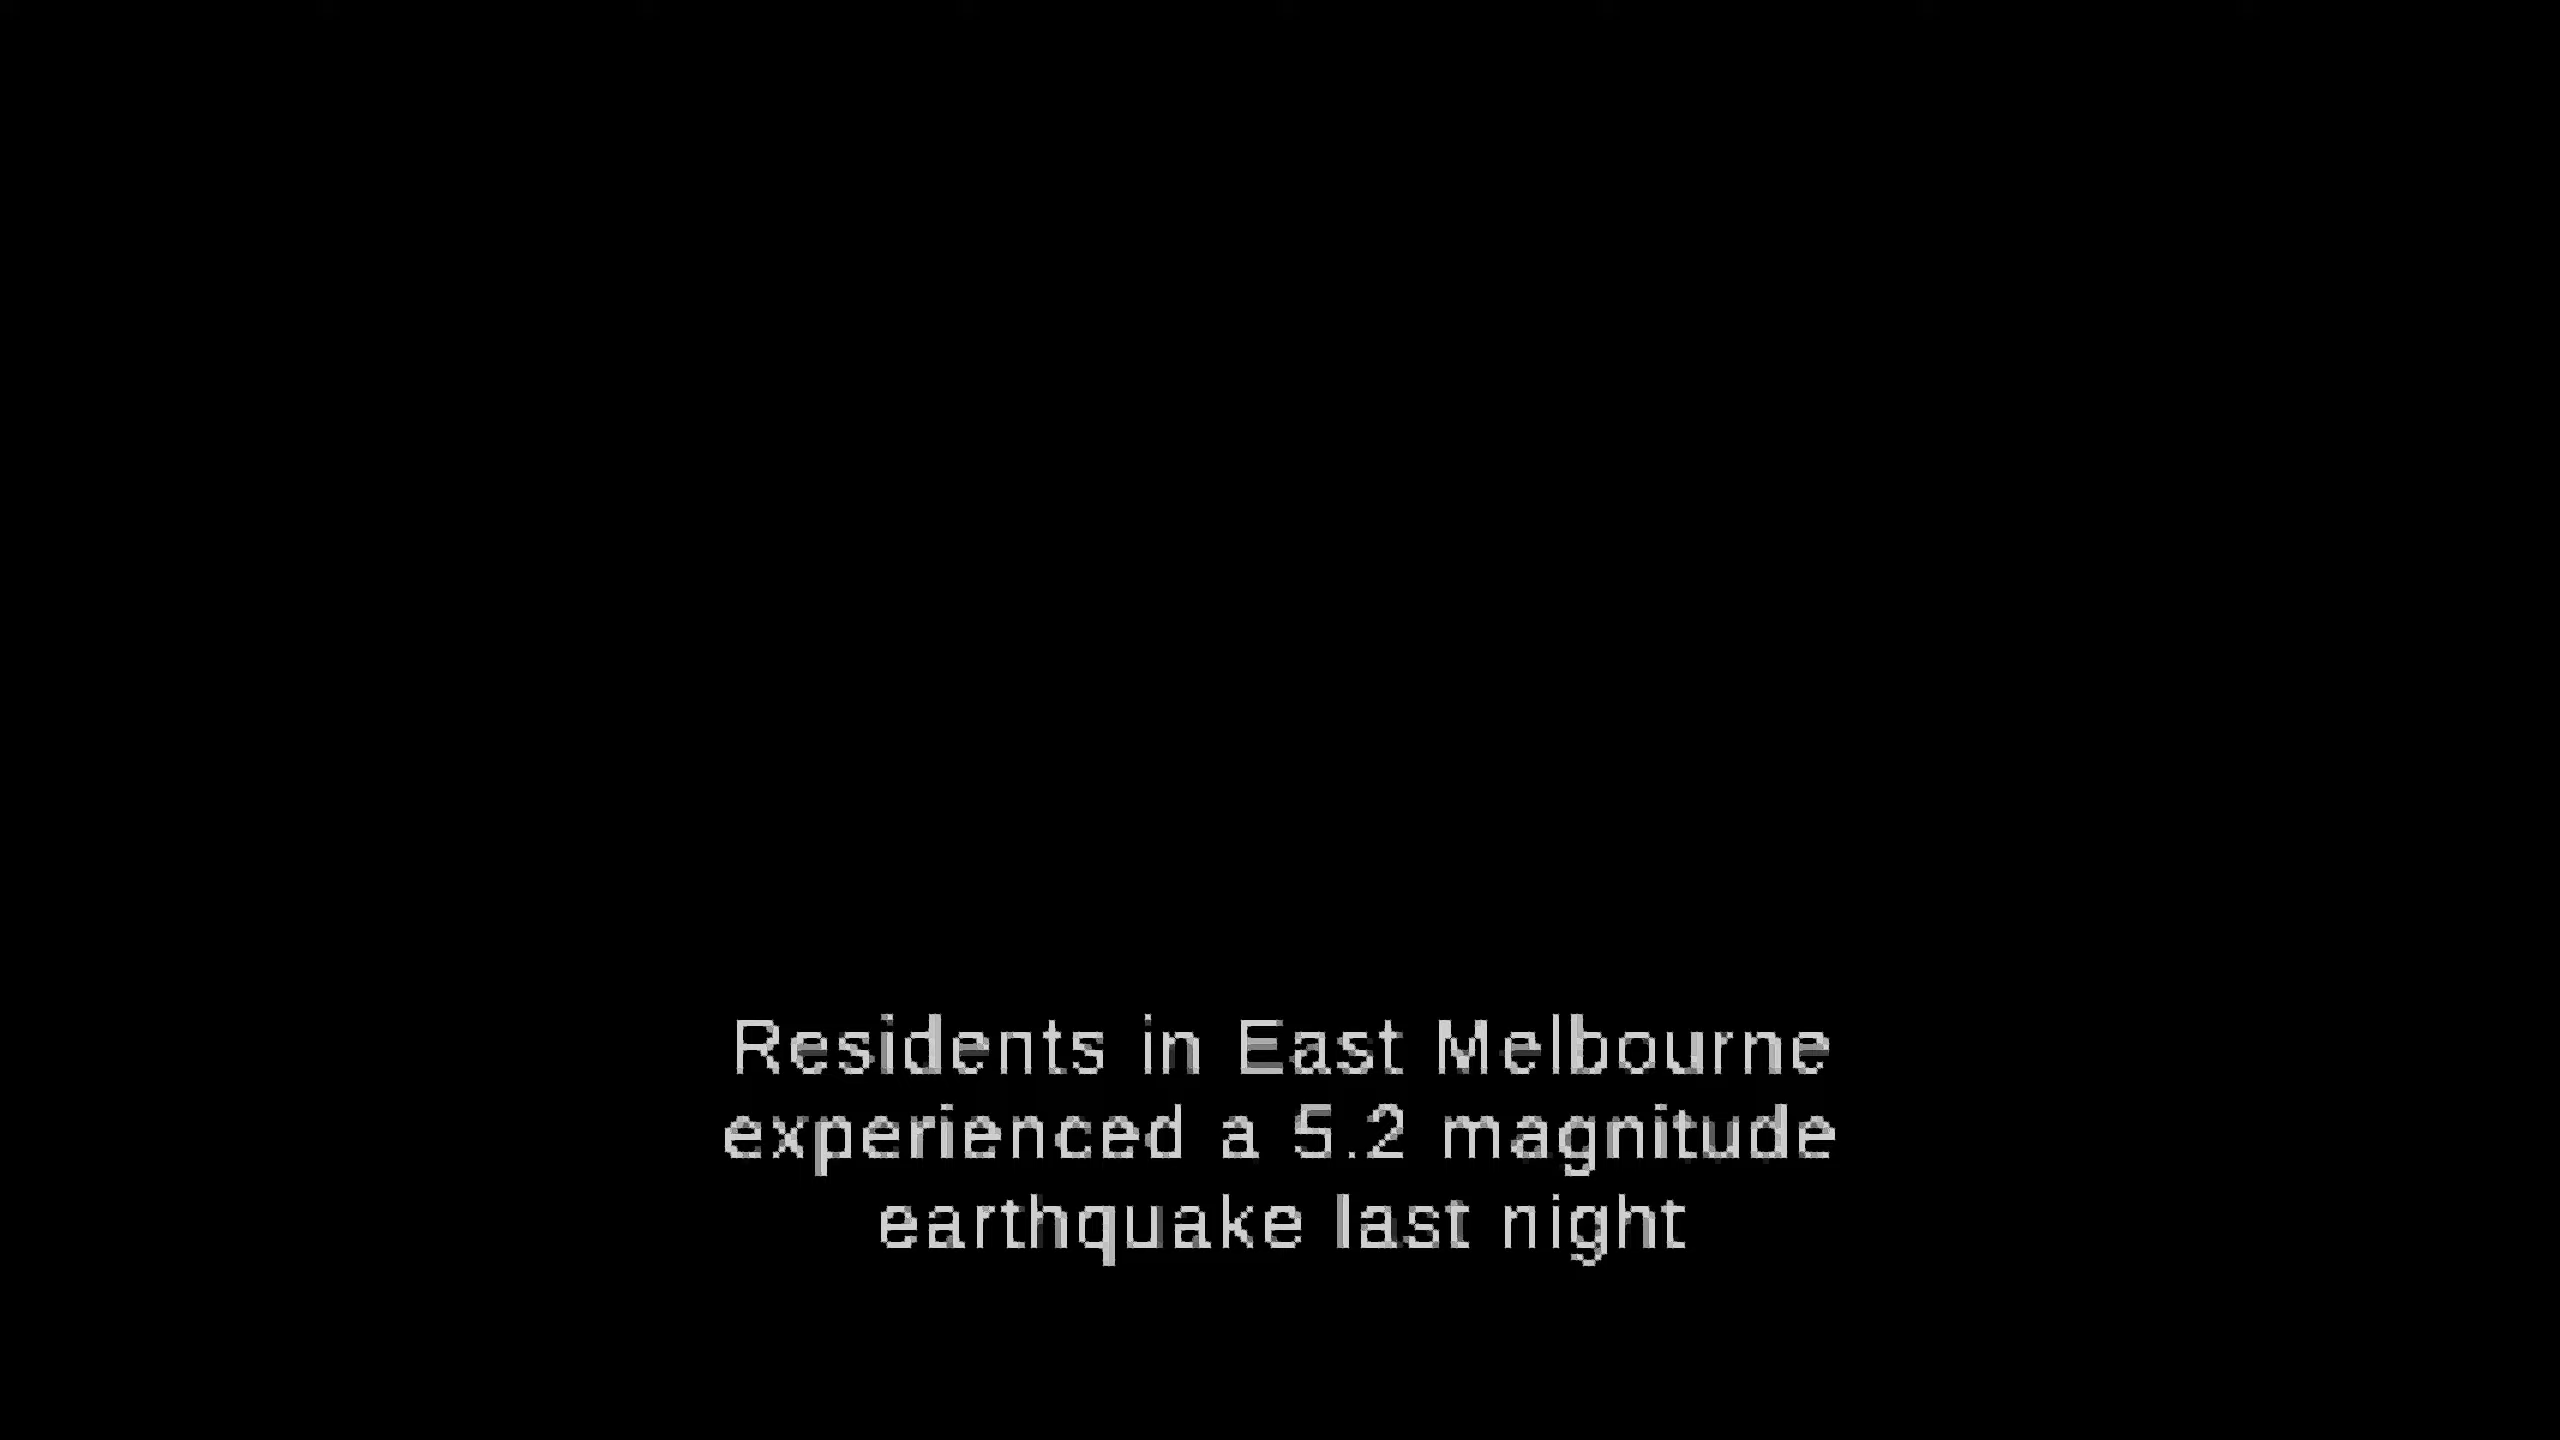 Residents in East Melbourne
experienced a 5.2 magnitude
earthquake last night